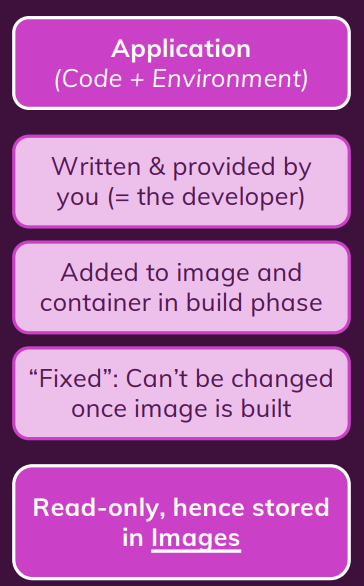 Application
(Code + Environment)
Written & provided by
you (= the developer)
Added to image and
container in build phase
“Fixed”: Can’t be changed
once image is built
Read-only, hence stored
in Images